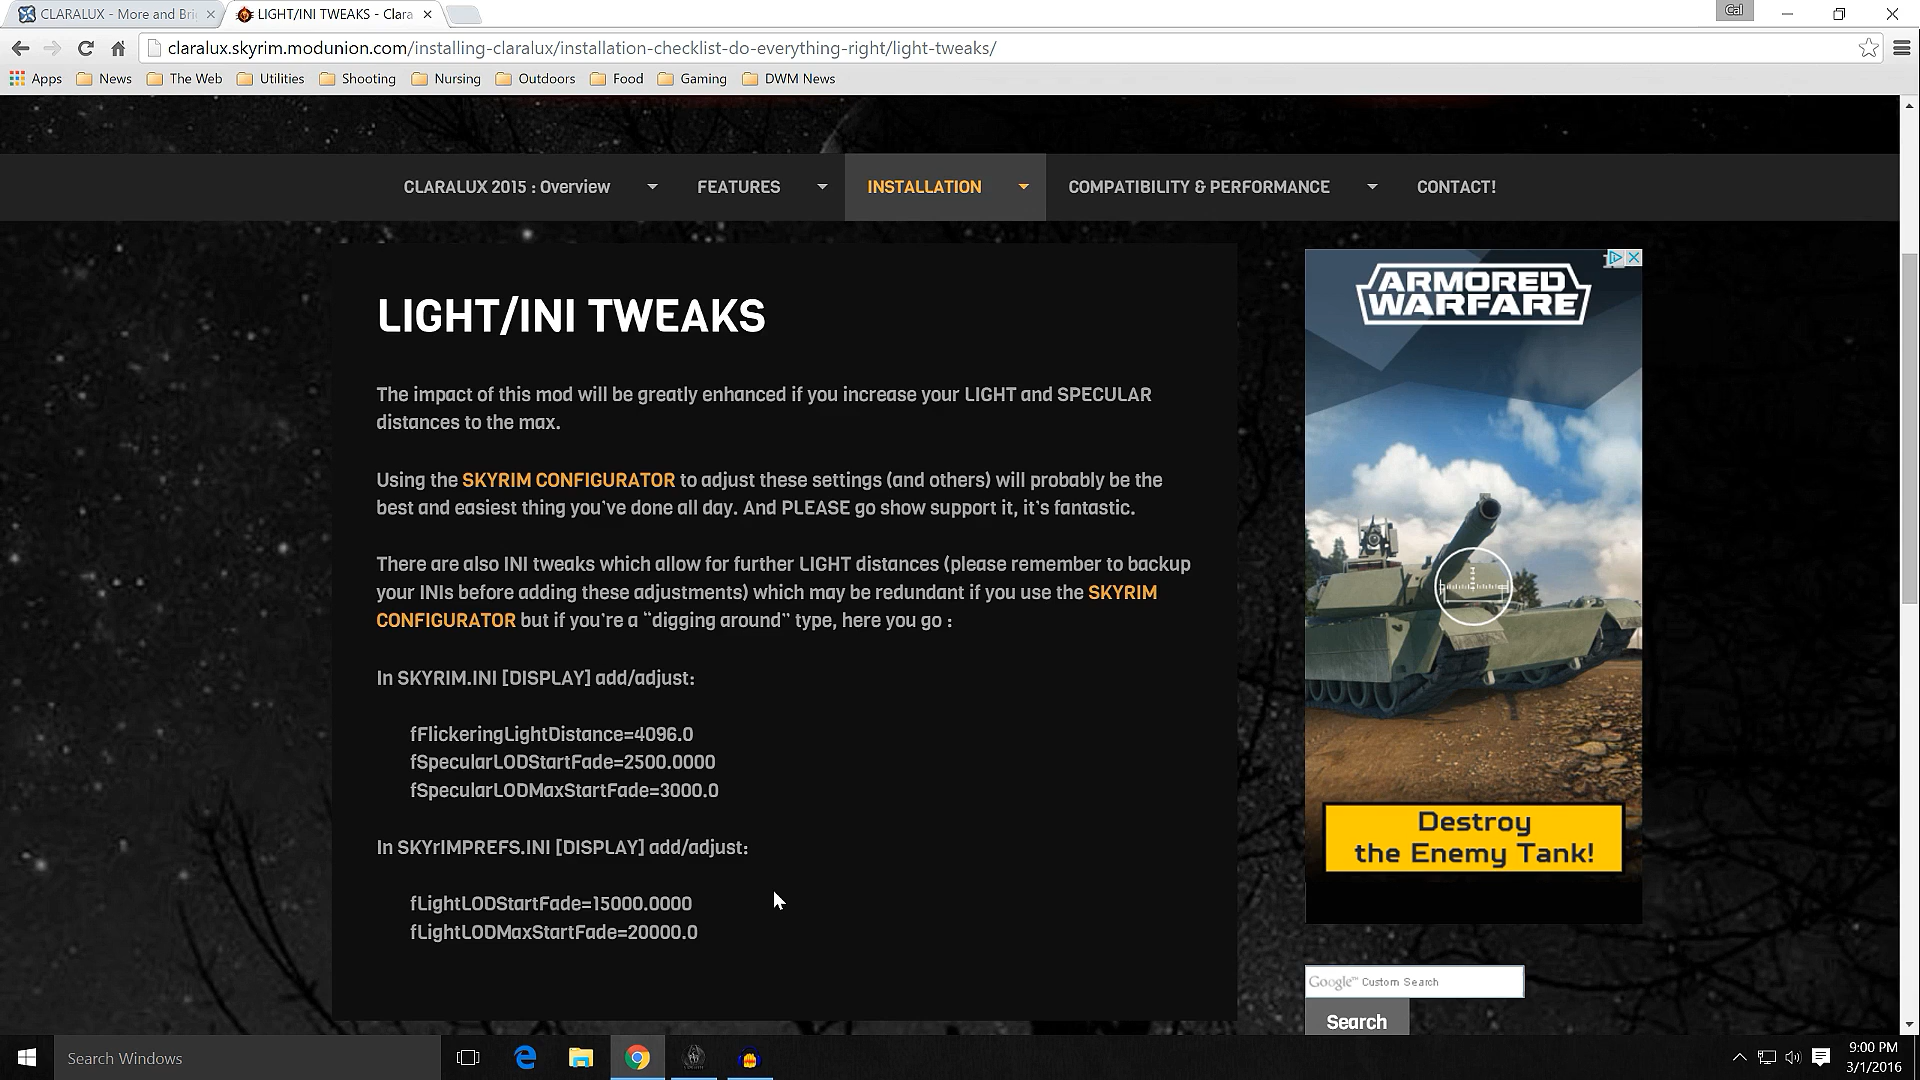 CLARALUX - More and Bri
LIGHT/INI TWEAKS - Clara
Cal
claralux.skyrim.modunion.com/installing-claralux/installation-checklist-do-everything-right/light-tweaks/
Apps News The Web Utilities Shooting Nursing Outdoors Food Gaming DWM News
CLARALUX 2015 : Overview FEATURES INSTALLATION COMPATIBILITY & PERFORMANCE CONTACT!
LIGHT/INI TWEAKS
The impact of this mod will be greatly enhanced if you increase your LIGHT and SPECULAR
distances to the max.
Using the SKYRIM CONFIGURATOR to adjust these settings (and others) will probably be the
best and easiest thing you've done all day. And PLEASE go show support it, it's fantastic.
There are also INI tweaks which allow for further LIGHT distances (please remember to backup
your INIs before adding these adjustments) which may be redundant if you use the SKYRIM
CONFIGURATOR but if you're a “digging around” type, here you go :
In SKYRIM.INI [DISPLAY] add/adjust:
fFlickeringLightDistance=4096.0
fSpecularLODStartFade=2500.0000
fSpecularLODMaxStartFade=3000.0
In SKYrIMPREFS.INI [DISPLAY] add/adjust:
fLightLODStartFade=15000.0000
fLightLODMaxStartFade=20000.0
ARMORED
WARFARE
Destroy
the Enemy Tank!
Google™ Custom Search
Search
Search Windows
9:00 PM
3/1/2016